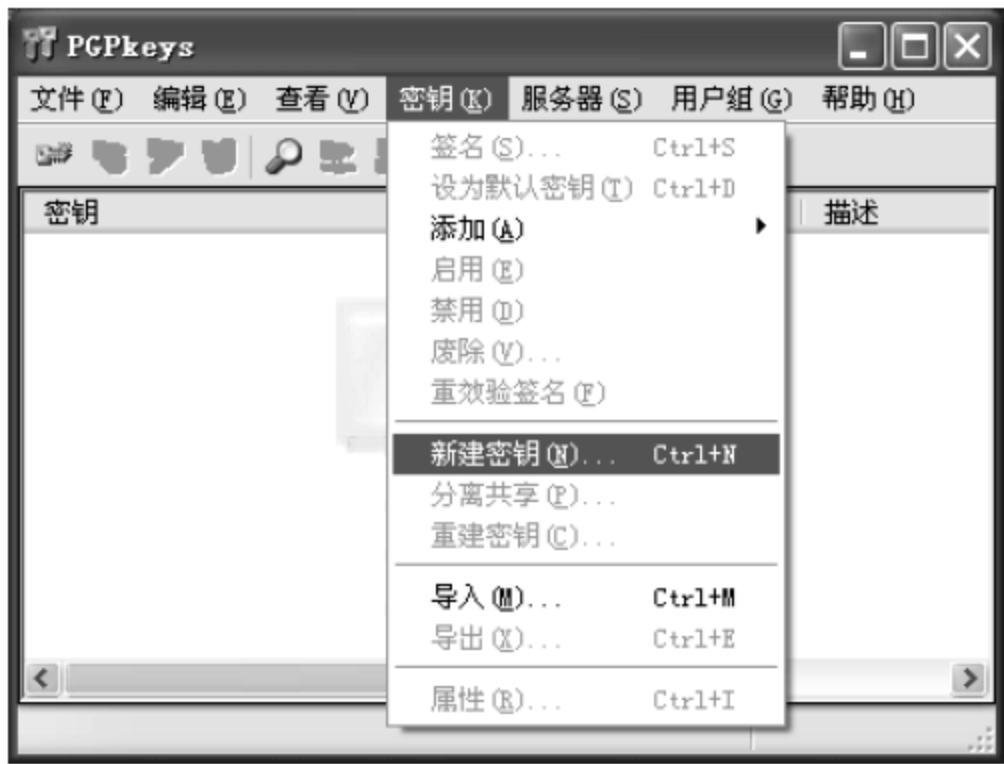 PGPkeys
文件(F) 编辑(E) 查看(V) 密钥(K) 服务器(S) 用户组(G) 帮助(H)
密钥 描述
签名(S)... Ctrl+S
设为默认密钥(T) Ctrl+D
添加(A)
启用(E)
禁用(D)
废除(V)...
重效验签名(F)
新建密钥(N)... Ctrl+N
分离共享(P)...
重建密钥(C)...
导入(M)... Ctrl+M
导出(X)... Ctrl+E
属性(R)... Ctrl+I